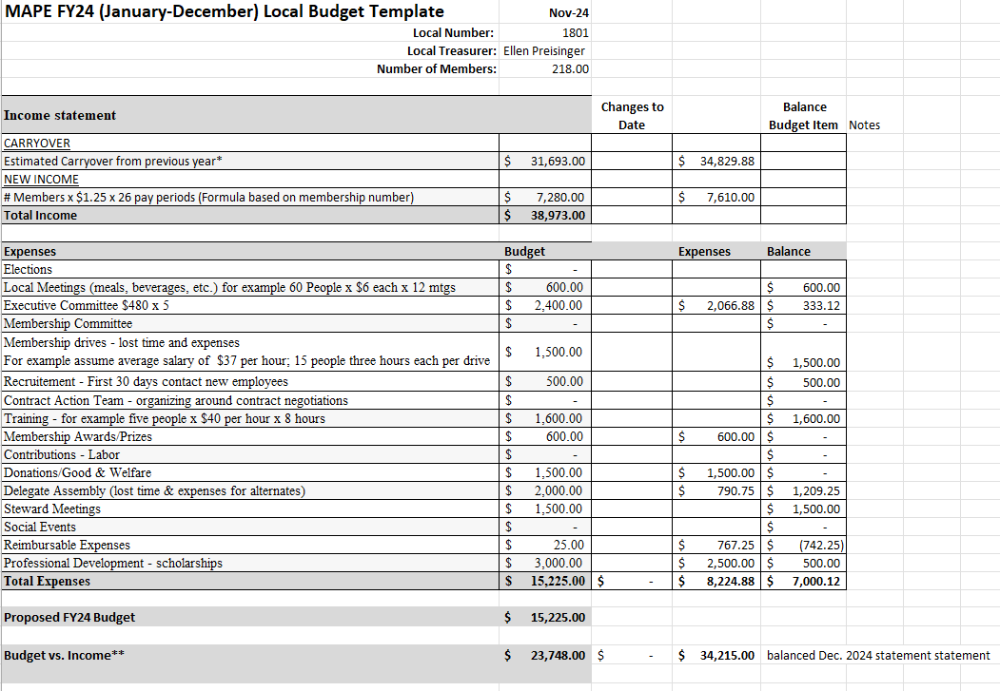 MAPE FY24 (January-December) Local Budget Template Nov-24
Local Number: 1801
Local Treasurer: Ellen Preisinger
Number of Members: 218.00
Income statement Changes to Date Balance Budget Item Notes
CARRYOVER
Estimated Carryover from previous year* $ 31,693.00 $ 34,829.88
NEW INCOME
# Members x $1.25 x 26 pay periods (Formula based on membership number) $ 7,280.00 $ 7,610.00
Total Income $ 38,973.00
Expenses Budget Expenses Balance
Elections $ -
Local Meetings (meals, beverages, etc.) for example 60 People x $6 each x 12 mtgs $ 600.00 $ 600.00
Executive Committee $480 x 5 $ 2,400.00 $ 2,066.88 $ 333.12
Membership Committee $ - $ -
Membership drives - lost time and expenses
For example assume average salary of $37 per hour; 15 people three hours each per drive $ 1,500.00 $ 1,500.00
Recruitement - First 30 days contact new employees $ 500.00 $ 500.00
Contract Action Team - organizing around contract negotiations $ - $ -
Training - for example five people x $40 per hour x 8 hours $ 1,600.00 $ 1,600.00
Membership Awards/Prizes $ 600.00 $ 600.00 $ -
Contributions - Labor $ - $ -
Donations/Good & Welfare $ 1,500.00 $ 1,500.00 $ -
Delegate Assembly (lost time & expenses for alternates) $ 2,000.00 $ 790.75 $ 1,209.25
Steward Meetings $ 1,500.00 $ 1,500.00
Social Events $ - $ -
Reimbursable Expenses $ 25.00 $ 767.25 $ (742.25)
Professional Development - scholarships $ 3,000.00 $ 2,500.00 $ 500.00
Total Expenses $ 15,225.00 $ - $ 8,224.88 $ 7,000.12
Proposed FY24 Budget $ 15,225.00
Budget vs. Income** $ 23,748.00 $ - $ 34,215.00 balanced Dec. 2024 statement statement